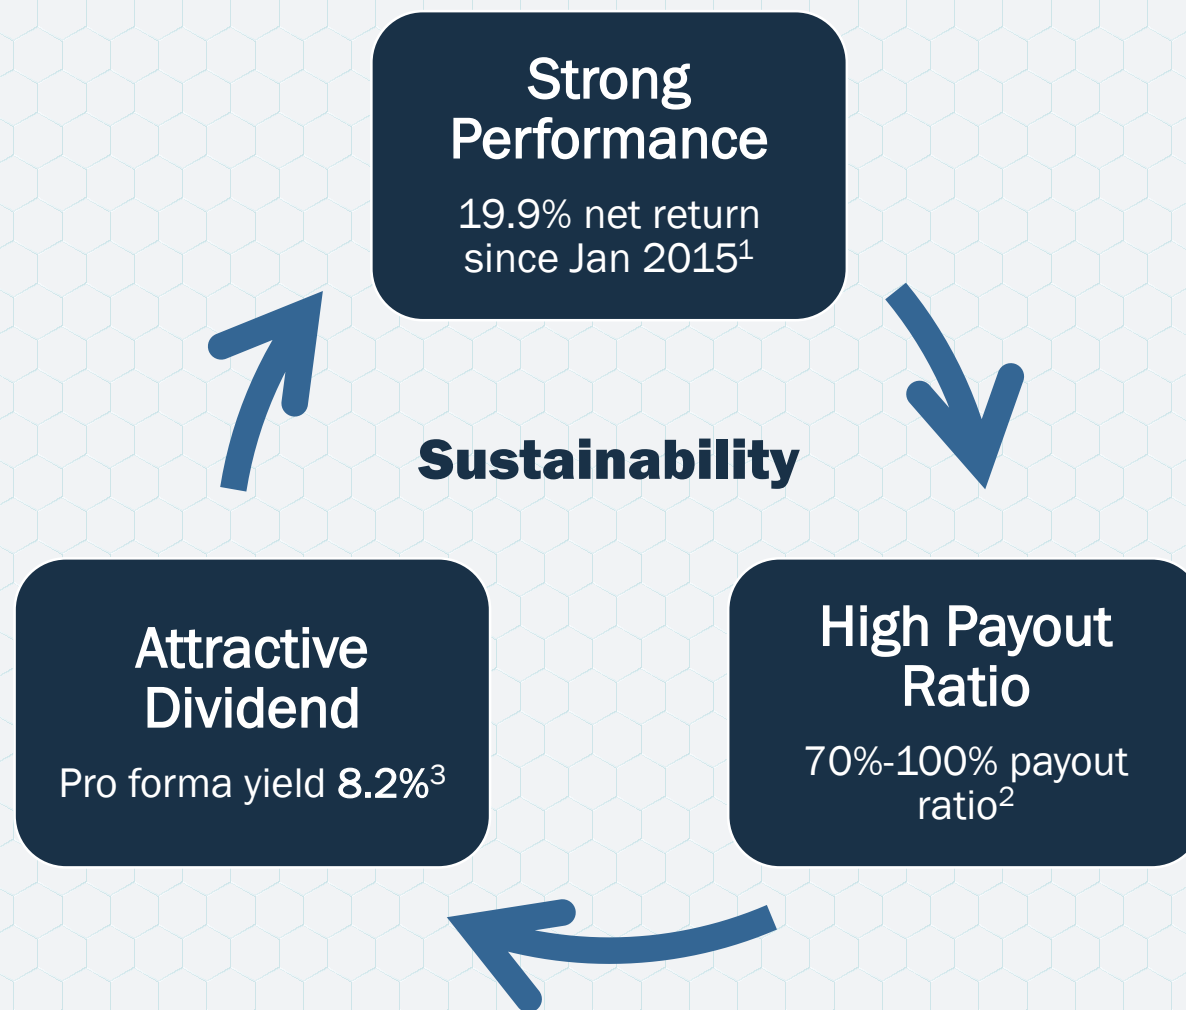 Strong
Performance
19.9% net return
since Jan 2015¹
Sustainability
Attractive
Dividend
Pro forma yield 8.2%³
High Payout
Ratio
70%-100% payout
ratio²